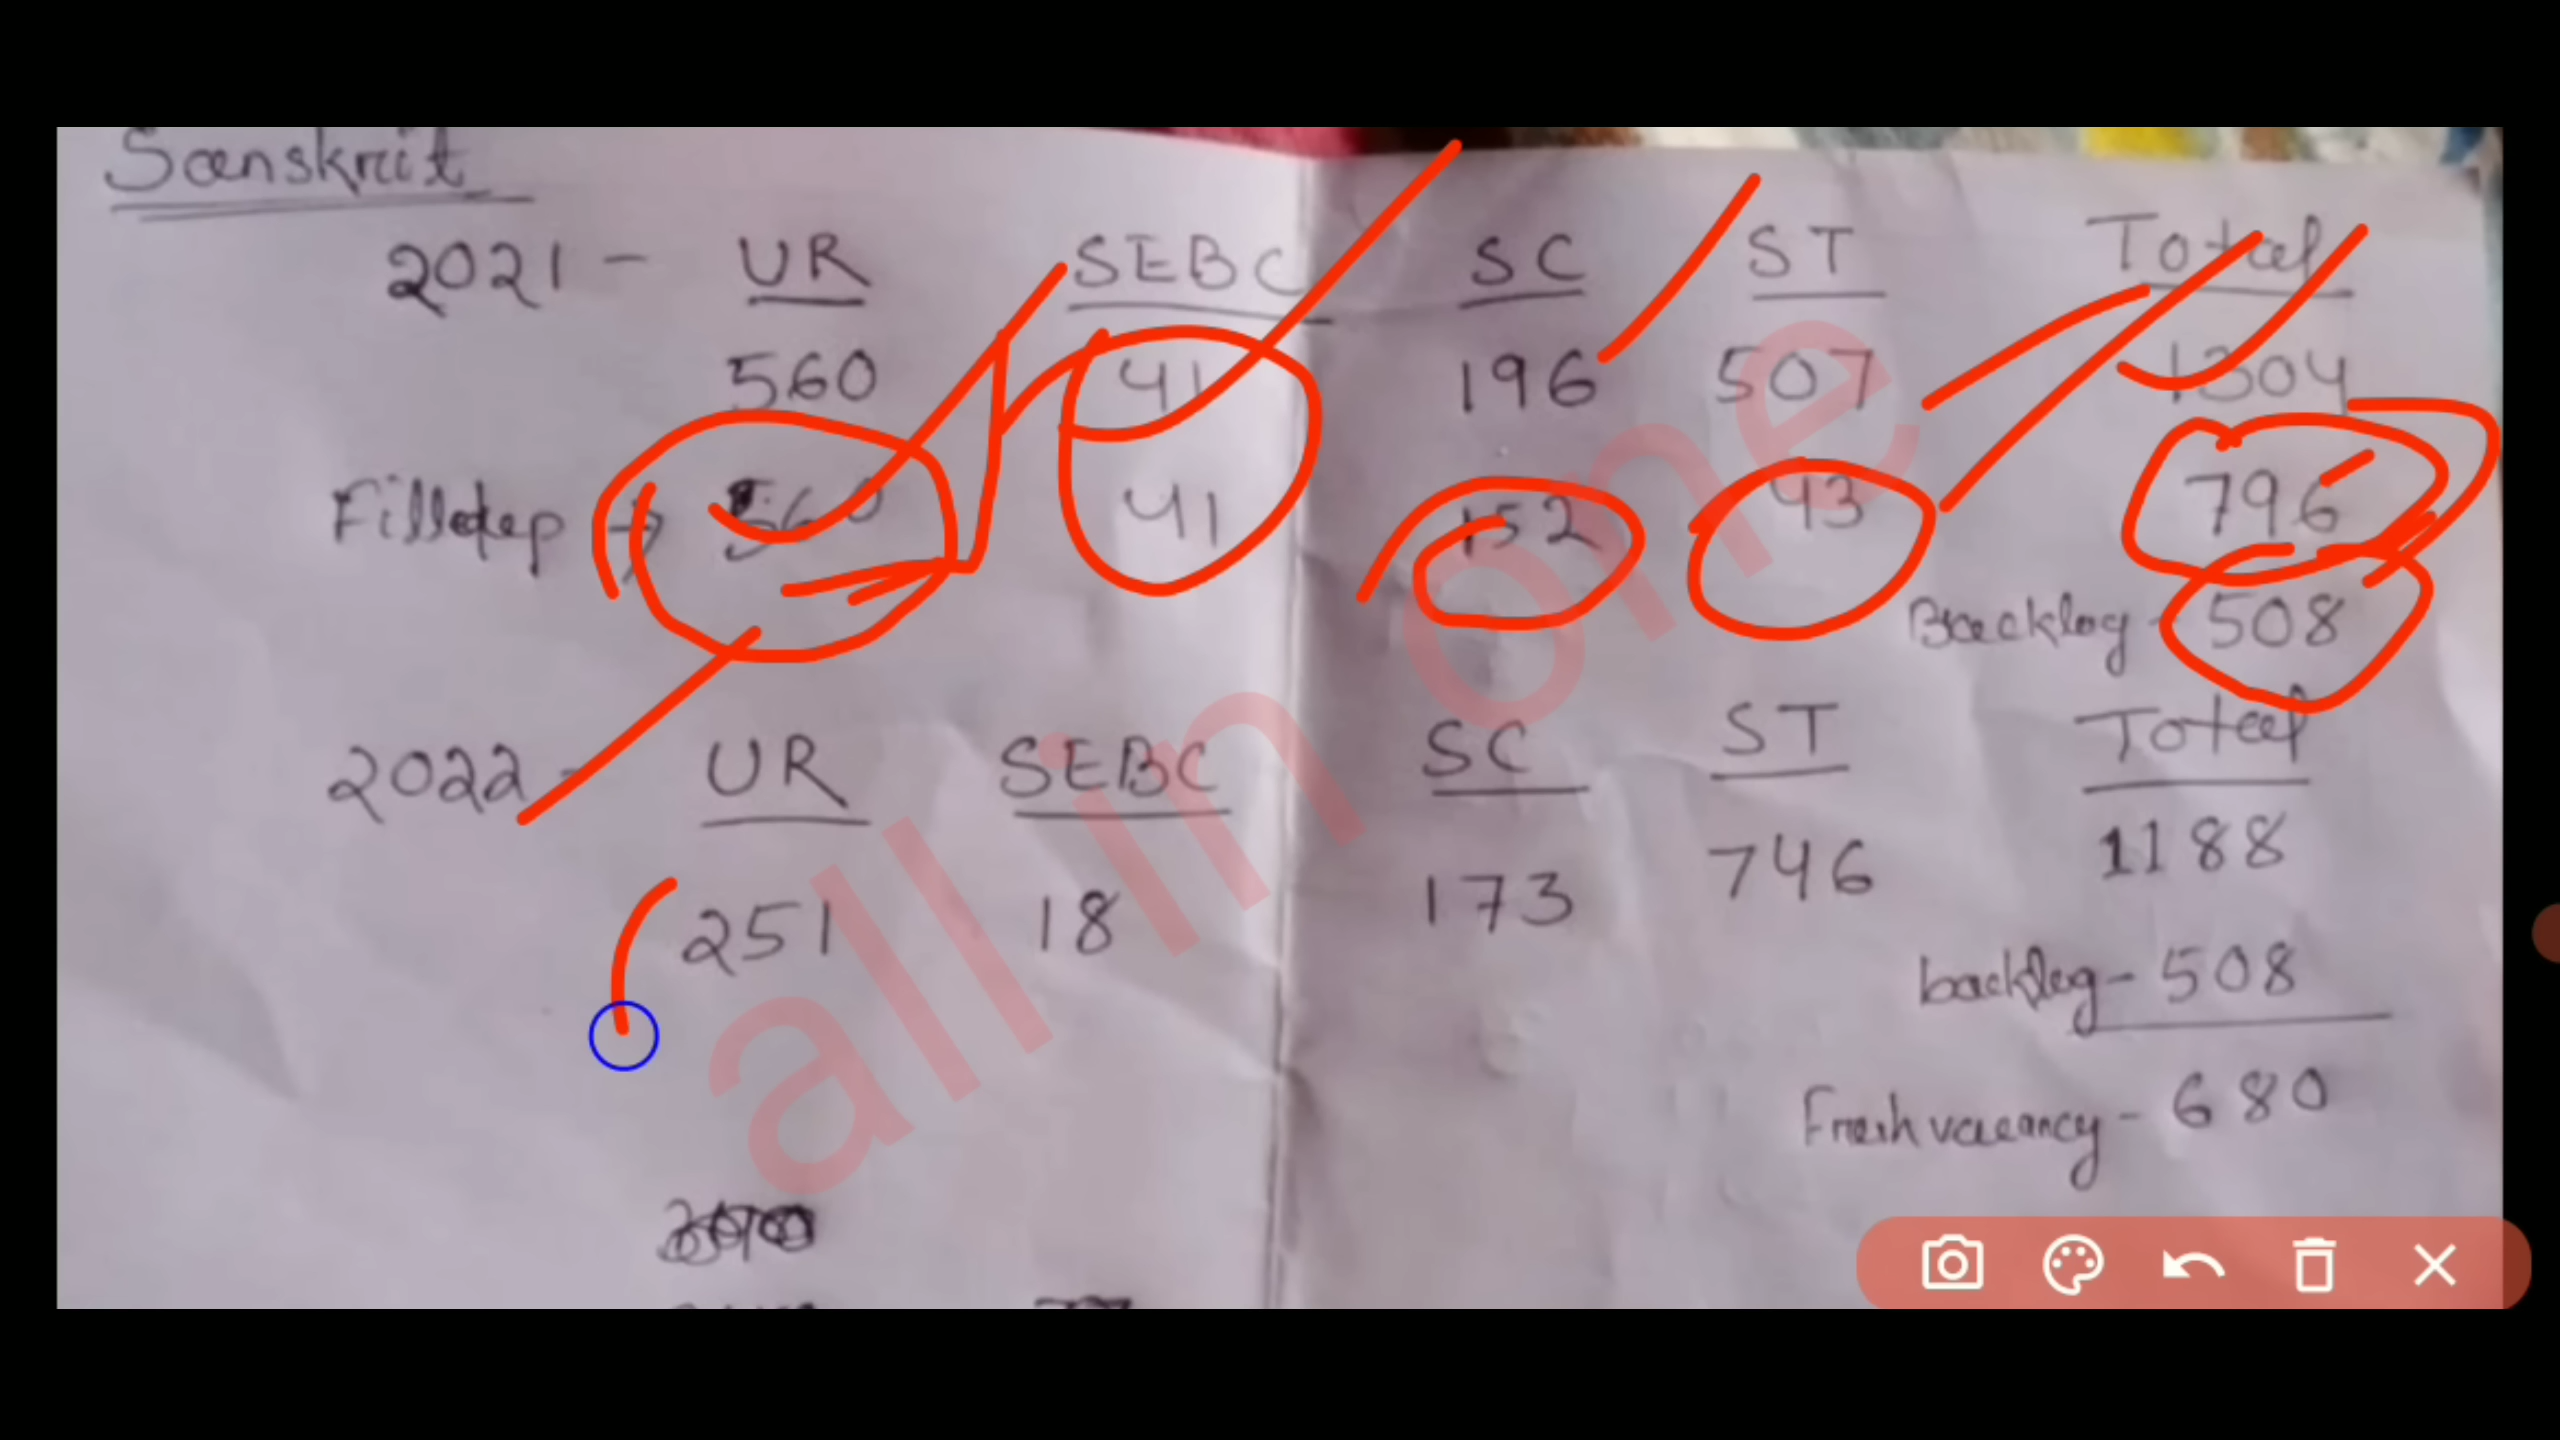 Sanskrit
2021 - UR SEBC SC ST Total
560 41 196 507 1304
Filledup → 560 41 152 43 796
Backlog - 508
2022 - UR SEBC SC ST Total
251 18 173 746 1188
backlog - 508
Fresh vacancy - 680
all in one